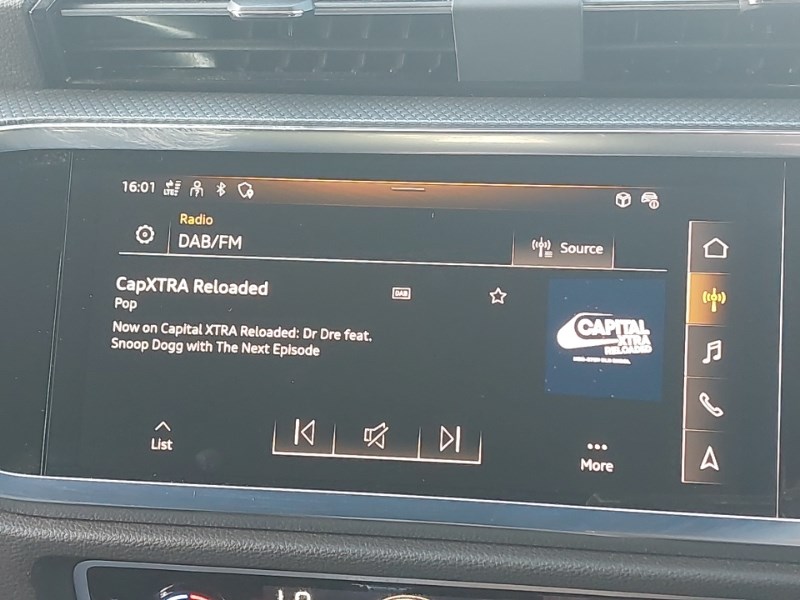 16:01 LTE
Radio
DAB/FM
Source
CapXTRA Reloaded
DAB
Pop
Now on Capital XTRA Reloaded: Dr Dre feat.
Snoop Dogg with The Next Episode
CAPITAL
XTRA
RELOADED
List
More